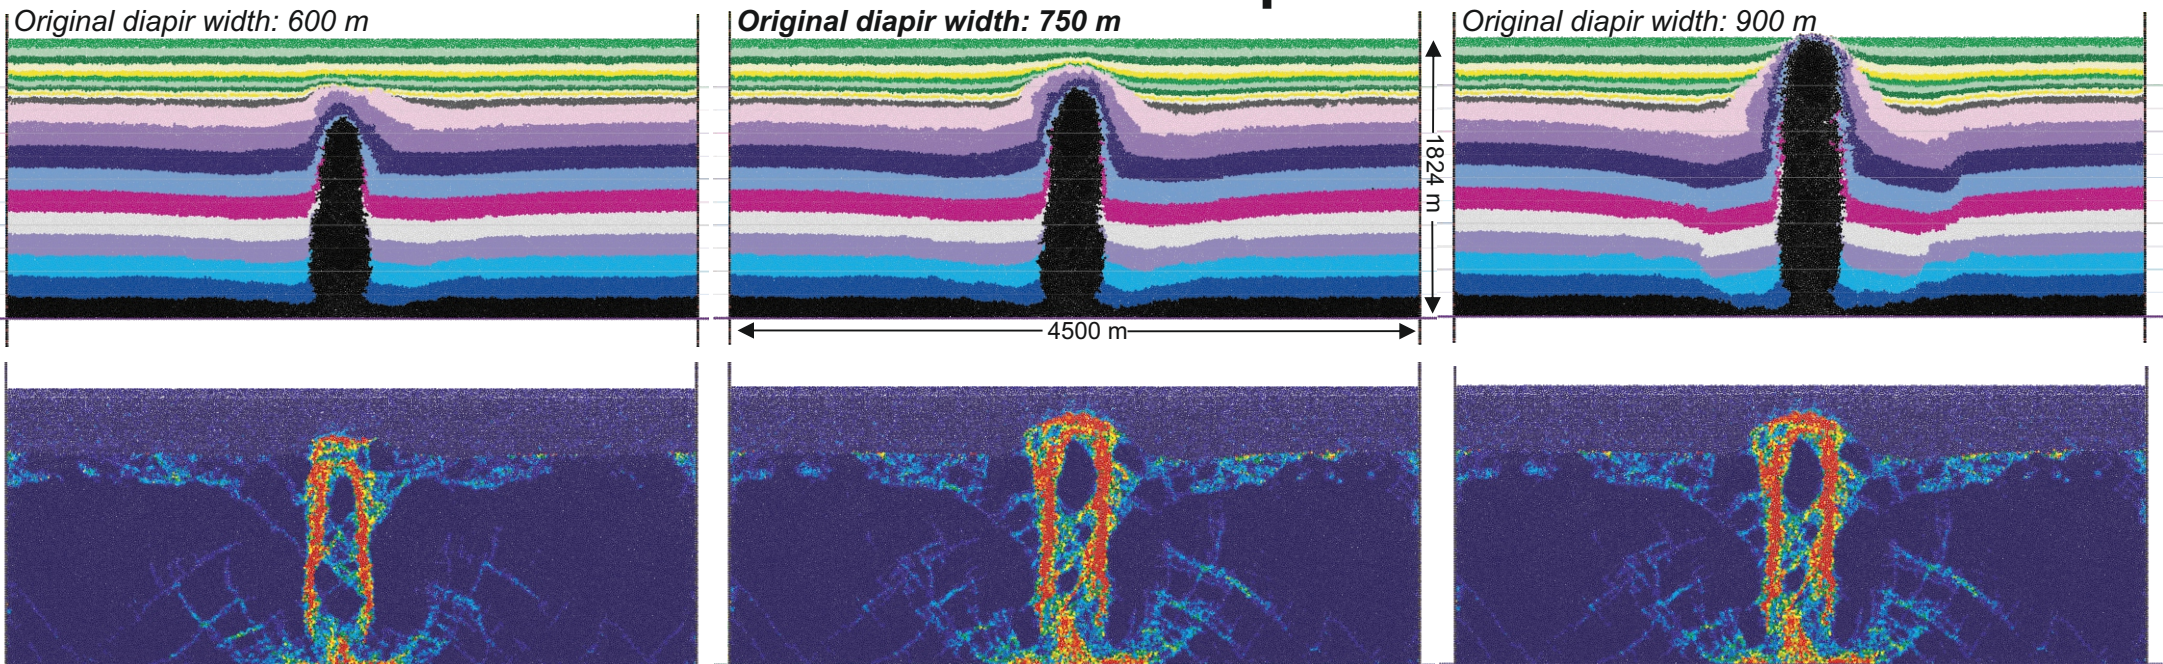 Original diapir width: 600 m
Original diapir width: 750 m
Original diapir width: 900 m
1824 m
4500 m